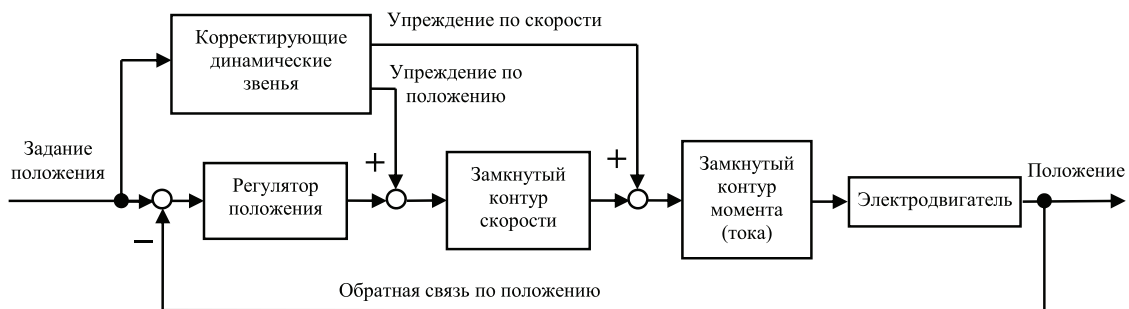 Упреждение по скорости
Корректирующие
динамические
звенья
Упреждение по
положению
Задание
положения
+
+
Регулятор
положения
Замкнутый
контур
скорости
Замкнутый
контур
момента
(тока)
Электродвигатель
Положение
−
Обратная связь по положению